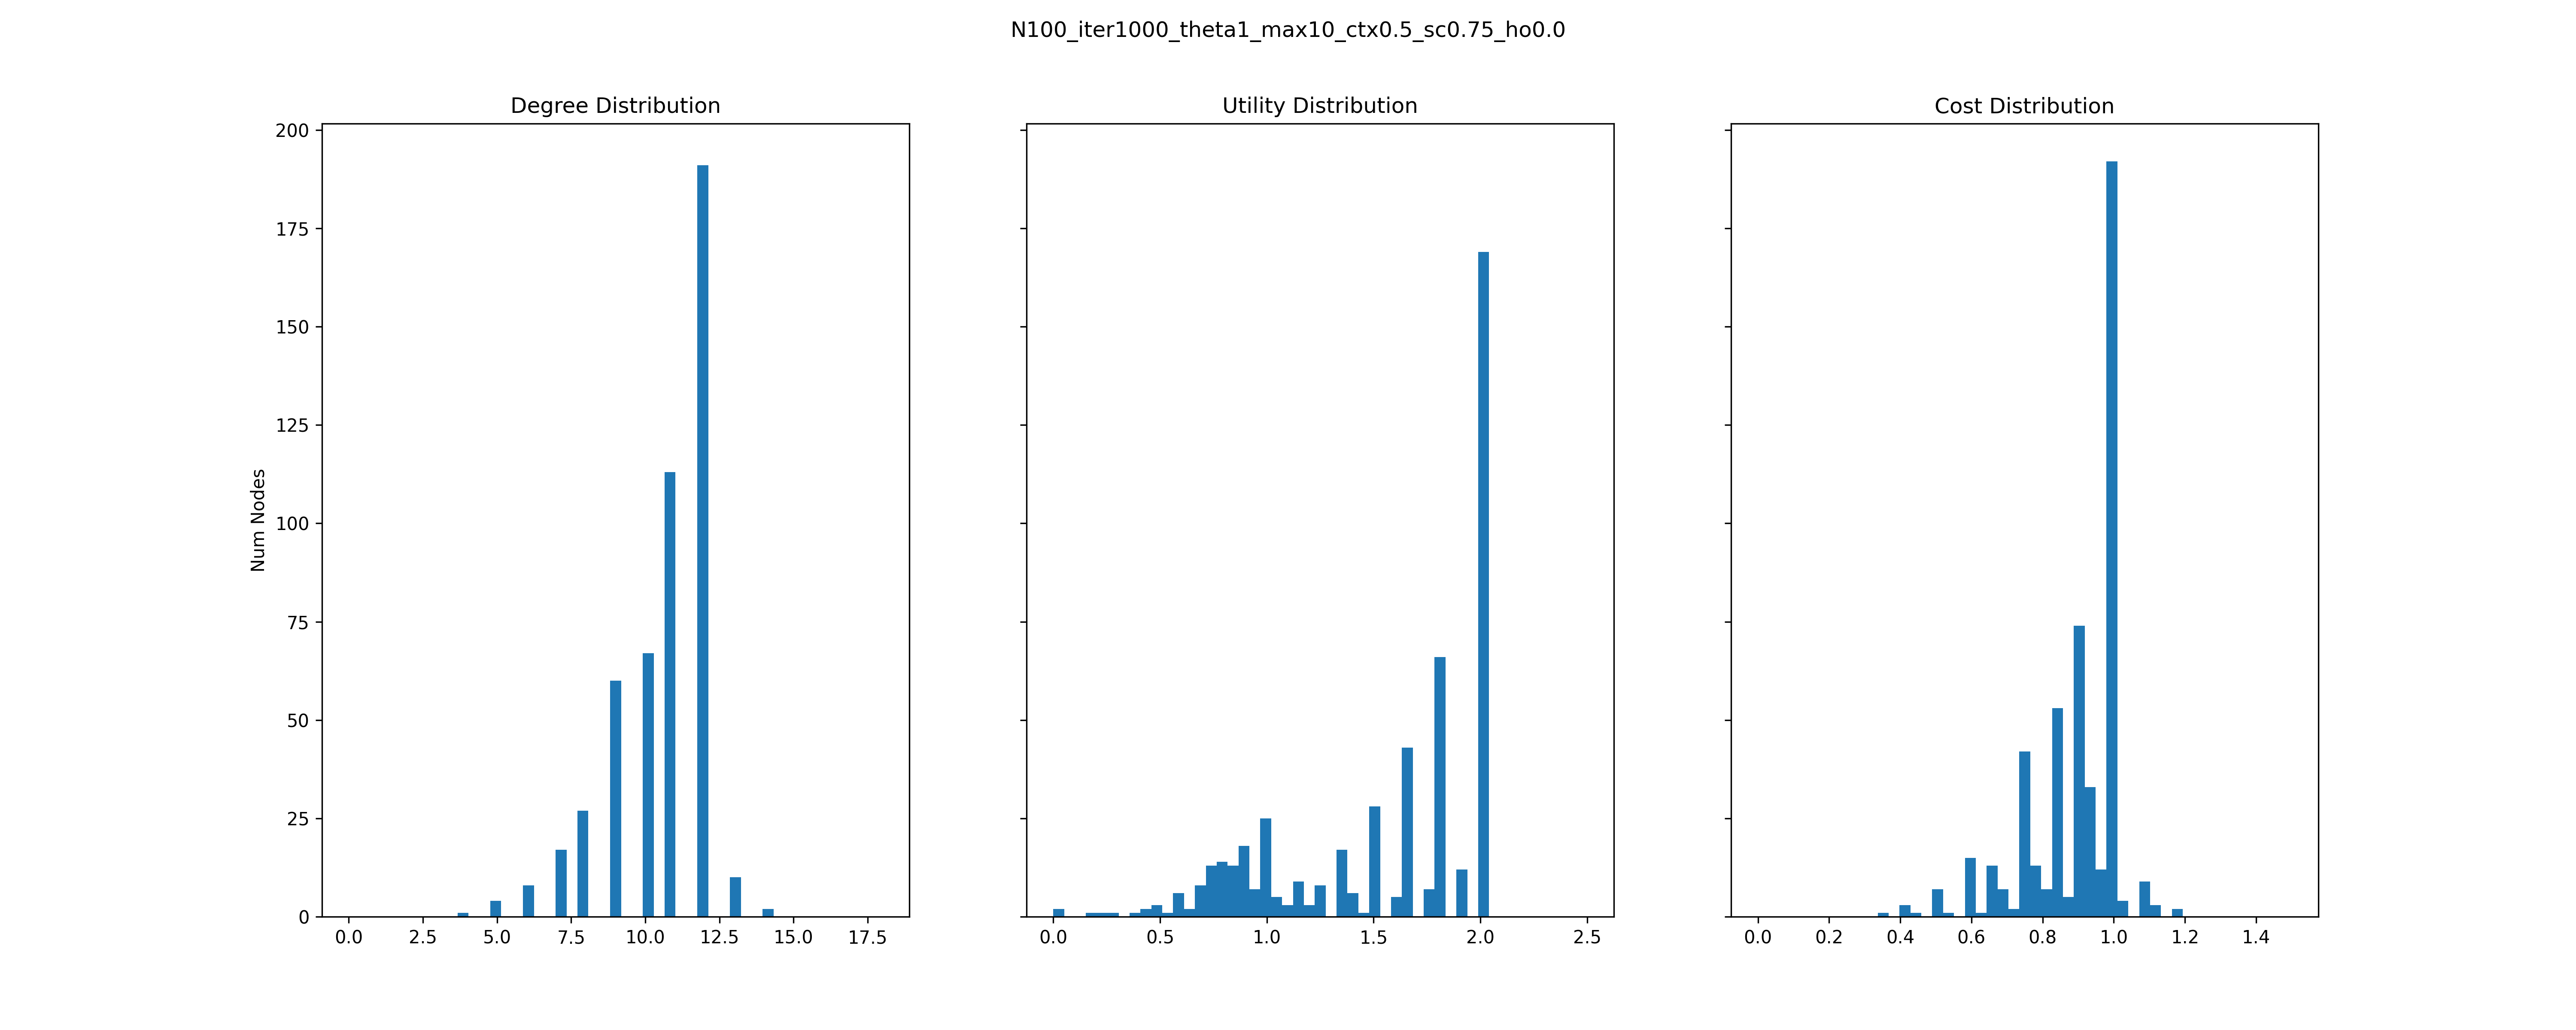 N100_iter1000_theta1_max10_ctx0.5_sc0.75_ho0.0
Degree Distribution
Utility Distribution
Cost Distribution
Num Nodes
200
175
150
125
100
75
50
25
0
0.0 2.5 5.0 7.5 10.0 12.5 15.0 17.5
0.0 0.5 1.0 1.5 2.0 2.5
0.0 0.2 0.4 0.6 0.8 1.0 1.2 1.4